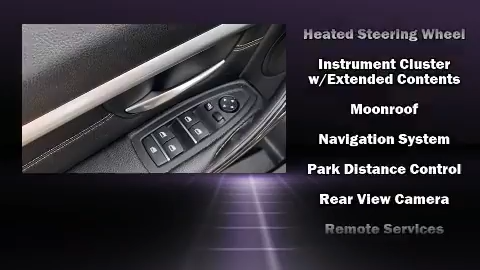 Heated Steering Wheel
Instrument Cluster
w/Extended Contents
Moonroof
Navigation System
Park Distance Control
Rear View Camera
Remote Services